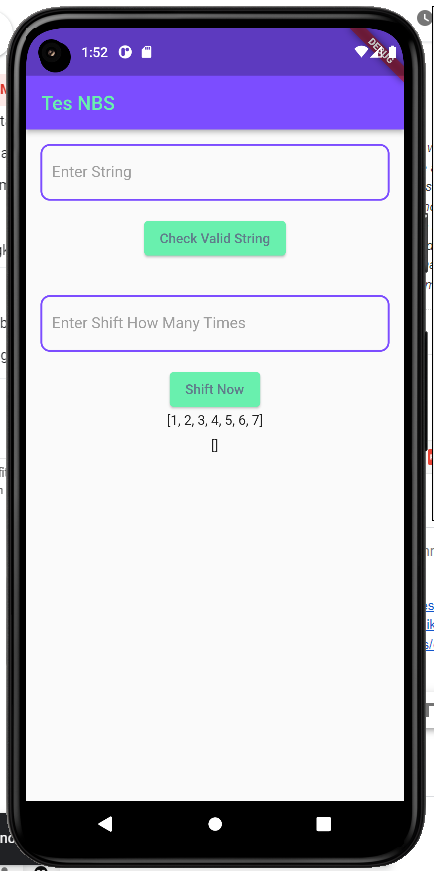 1:52
DEBUG
Tes NBS
Enter String
Check Valid String
Enter Shift How Many Times
Shift Now
[1, 2, 3, 4, 5, 6, 7]
[]